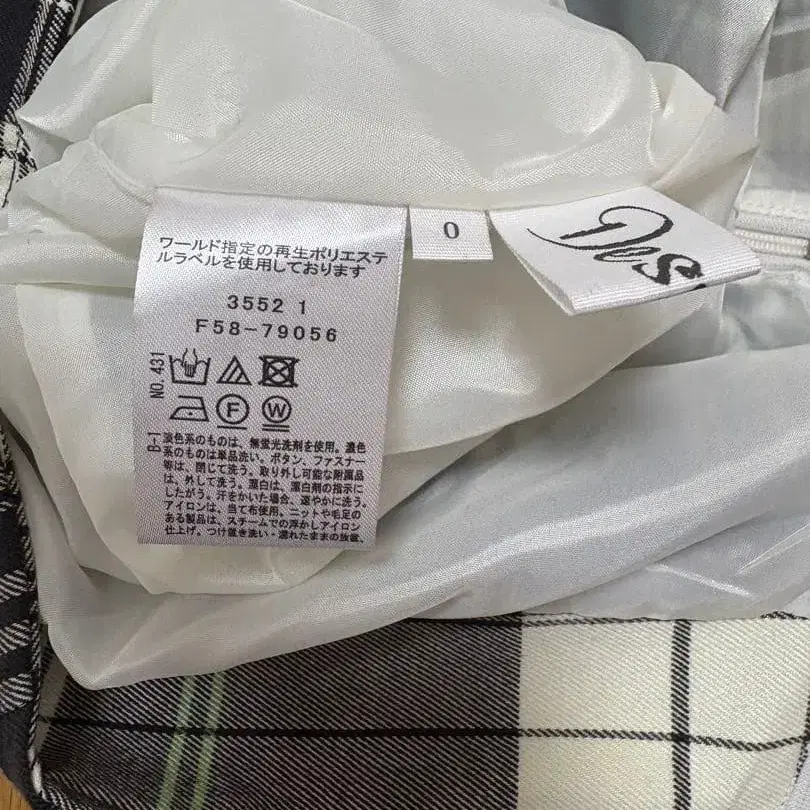 ワールド指定の再生ポリエステ
ルラベルを使用しております
3552 1
F58-79056
NO. 431
F
W
B-1
淡色系のものは、無蛍光洗剤を使用。濃色
系のものは単品洗い。ボタン、ファスナー
等は、閉じて洗う。取り外し可能な附属品
は、外して洗う。漂白は、漂白剤の指示に
したがう。汗をかいた場合、速やかに洗う。
アイロンは、当て布使用。ニットや毛足の
ある製品は、スチームでの浮かしアイロン
仕上げ。つけ置き洗い・濡れたままの放置、
0
DeS